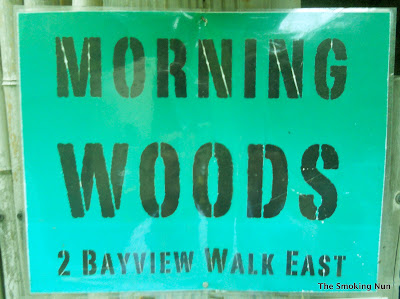 MORNING
WOODS
2 BAYVIEW WALK EAST
The Smoking Nun